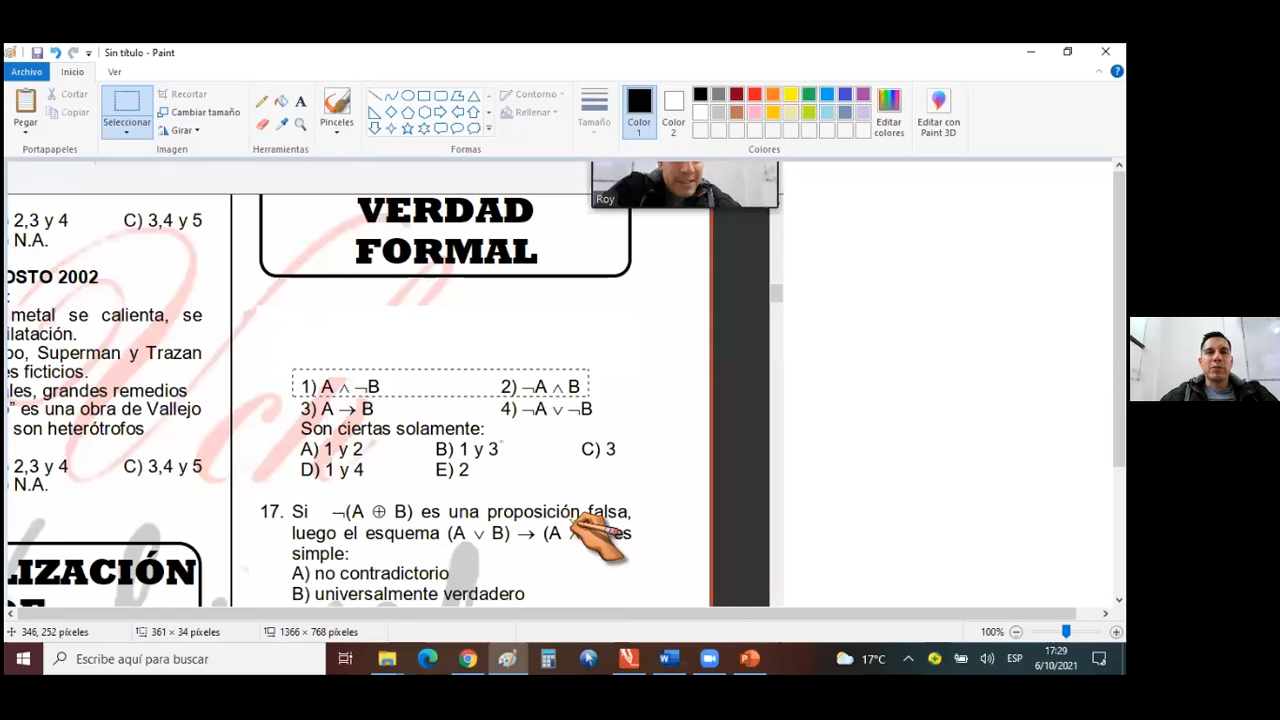 Sin título - Paint
Archivo Inicio Ver
Pegar
Cortar
Copiar
Portapapeles
Seleccionar
Recortar
Cambiar tamaño
Girar
Imagen
A
Herramientas
Pinceles
Contorno
Rellenar
Formas
Tamaño
Color 1
Color 2
Editar colores
Editar con Paint 3D
Colores
Roy
2,3 y 4 C) 3,4 y 5
N.A.
OSTO 2002
metal se calienta, se
ilatación.
Superman y Trazan
ficticios.
grandes remedios
es una obra de Vallejo
son heterótrofos
2,3 y 4 C) 3,4 y 5
N.A.
LIZACIÓN
VERDAD
FORMAL
1) A ∧ ¬B 2) ¬A ∧ B
3) A → B 4) ¬A ∨ ¬B
Son ciertas solamente:
A) 1 y 2 B) 1 y 3 C) 3
D) 1 y 4 E) 2
17. Si ¬(A ⊕ B) es una proposición falsa,
luego el esquema (A ∨ B) → (A es
simple:
A) no contradictorio
B) universalmente verdadero
346, 252 píxeles 361 × 34 píxeles 1366 × 768 píxeles 100%
Escribe aquí para buscar
17°C
ESP
17:29
6/10/2021